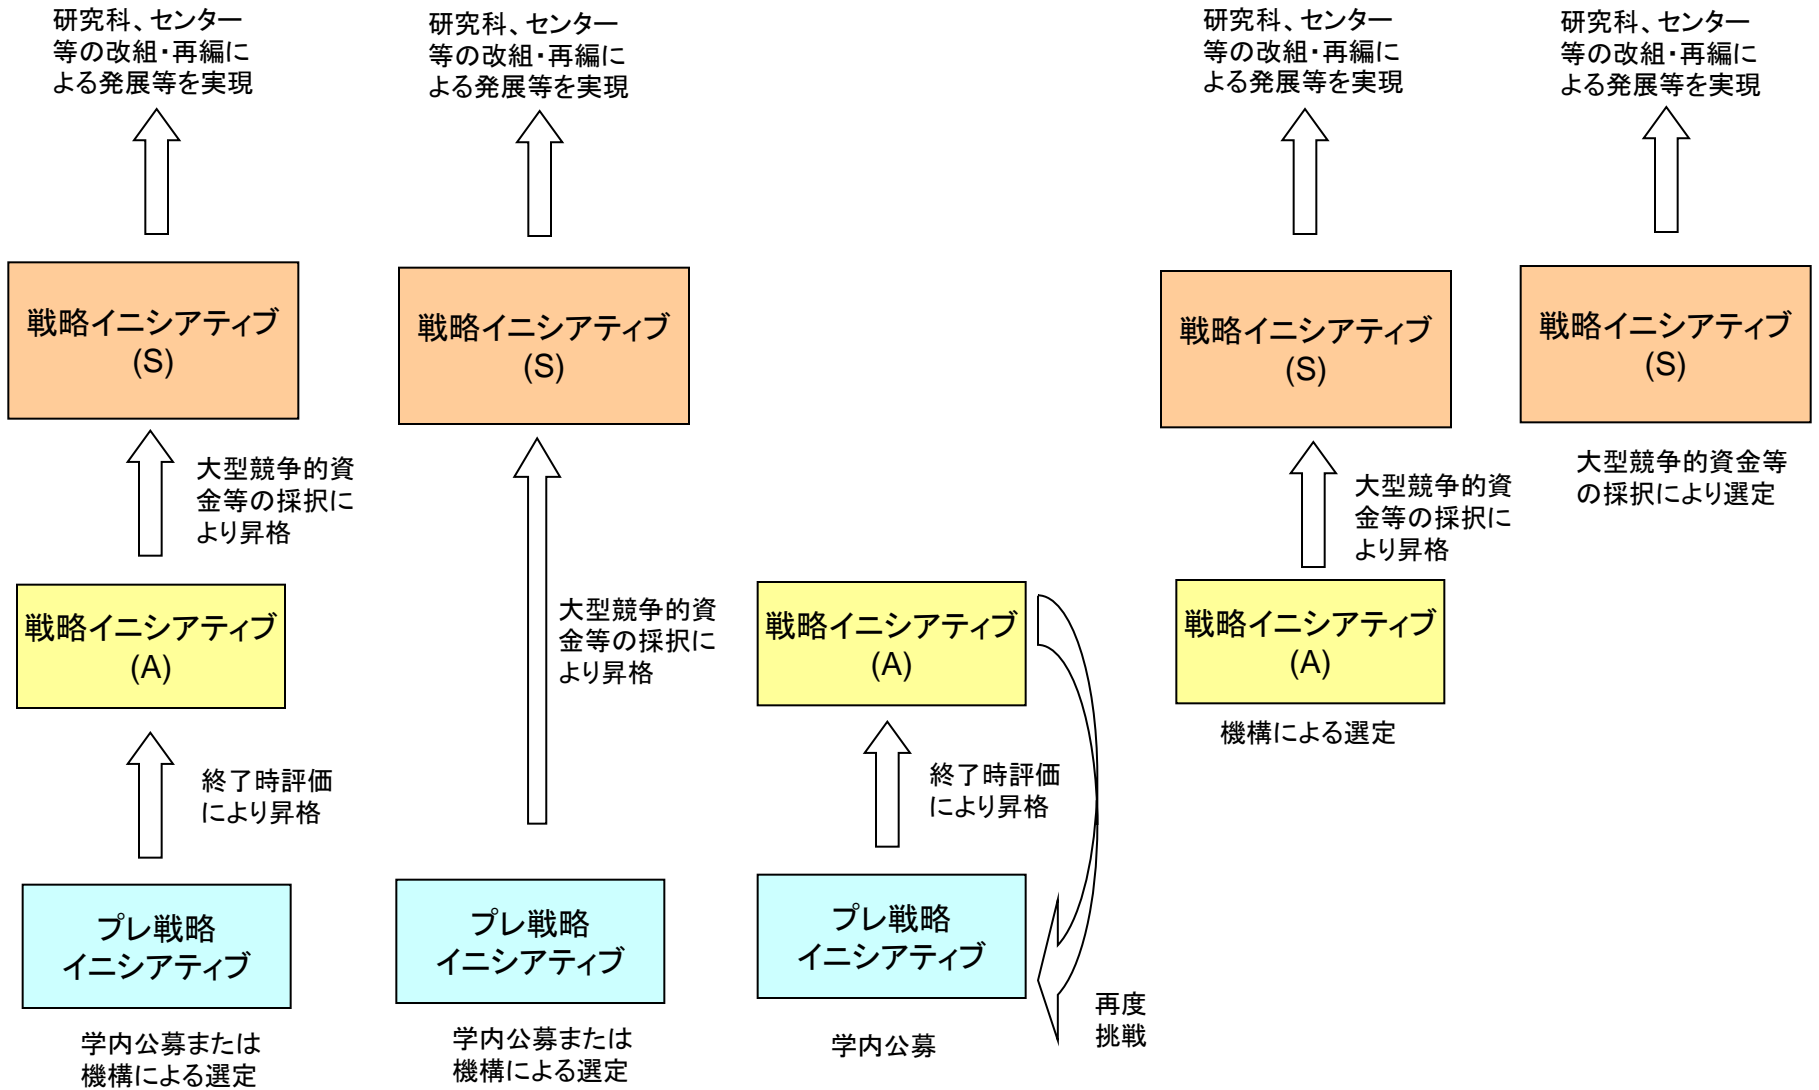 研究科、センター
等の改組・再編に
よる発展等を実現
戦略イニシアティブ
(S)
大型競争的資
金等の採択に
より昇格
戦略イニシアティブ
(A)
終了時評価
により昇格
プレ戦略
イニシアティブ
学内公募または
機構による選定
研究科、センター
等の改組・再編に
よる発展等を実現
戦略イニシアティブ
(S)
大型競争的資
金等の採択に
より昇格
プレ戦略
イニシアティブ
学内公募または
機構による選定
戦略イニシアティブ
(A)
終了時評価
により昇格
プレ戦略
イニシアティブ
学内公募
再度
挑戦
研究科、センター
等の改組・再編に
よる発展等を実現
戦略イニシアティブ
(S)
大型競争的資
金等の採択に
より昇格
戦略イニシアティブ
(A)
機構による選定
研究科、センター
等の改組・再編に
よる発展等を実現
戦略イニシアティブ
(S)
大型競争的資金等
の採択により選定